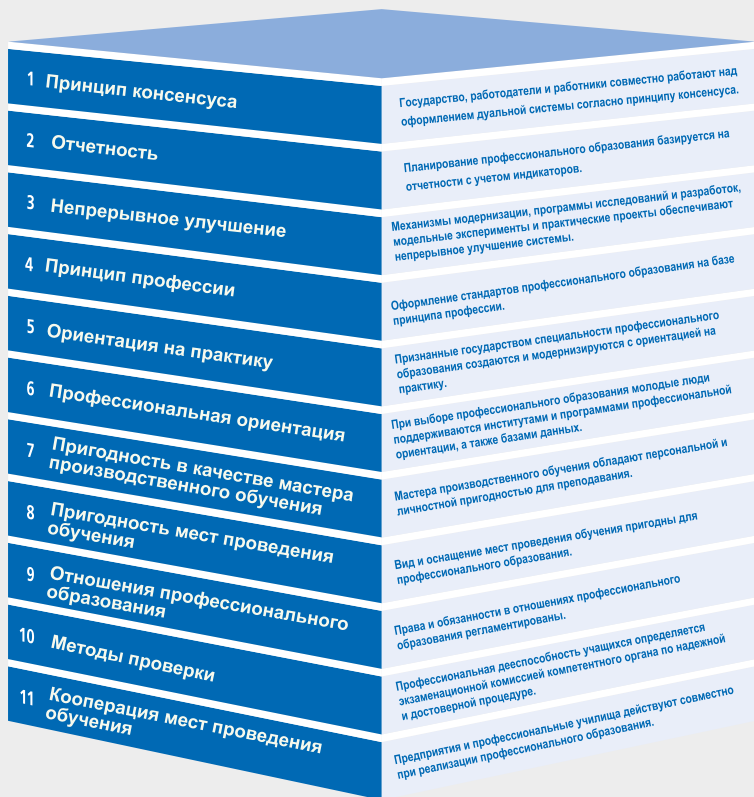 1 Принцип консенсуса
Государство, работодатели и работники совместно работают над
оформлением дуальной системы согласно принципу консенсуса.
2 Отчетность
Планирование профессионального образования базируется на
отчетности с учетом индикаторов.
3 Непрерывное улучшение
Механизмы модернизации, программы исследований и разработок,
модельные эксперименты и практические проекты обеспечивают
непрерывное улучшение системы.
4 Принцип профессии
Оформление стандартов профессионального образования на базе
принципа профессии.
5 Ориентация на практику
Признанные государством специальности профессионального
образования создаются и модернизируются с ориентацией на
практику.
6 Профессиональная ориентация
При выборе профессионального образования молодые люди
поддерживаются институтами и программами профессиональной
ориентации, а также базами данных.
7 Пригодность в качестве мастера
производственного обучения
Мастера производственного обучения обладают персональной и
личностной пригодностью для преподавания.
8 Пригодность мест проведения
обучения
Вид и оснащение мест проведения обучения пригодны для
профессионального образования.
9 Отношения профессионального
образования
Права и обязанности в отношениях профессионального
образования регламентированы.
10 Методы проверки
Профессиональная дееспособность учащихся определяется
экзаменационной комиссией компетентного органа по надежной
и достоверной процедуре.
11 Кооперация мест проведения
обучения
Предприятия и профессиональные училища действуют совместно
при реализации профессионального образования.